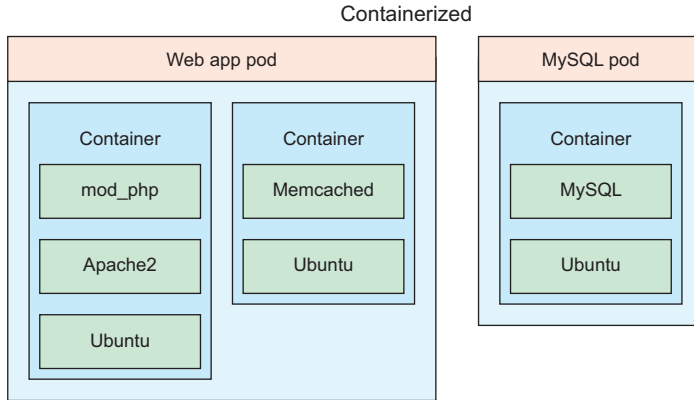 Containerized
Web app pod
MySQL pod
Container
mod_php
Apache2
Ubuntu
Container
Memcached
Ubuntu
Container
MySQL
Ubuntu